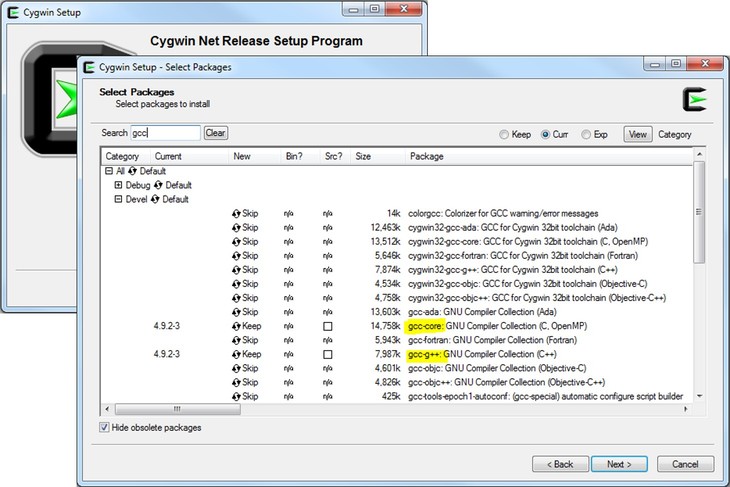 Cygwin Setup
Cygwin Net Release Setup Program
Cygwin Setup - Select Packages
Select Packages
Select packages to install
Search gcc Clear Keep Curr Exp View Category
Category Current New Bin? Src? Size Package
All Default
Debug Default
Devel Default
Skip n/a n/a 14k colorgcc: Colorizer for GCC warning/error messages
Skip n/a n/a 12,463k cygwin32-gcc-ada: GCC for Cygwin 32bit toolchain (Ada)
Skip n/a n/a 13,512k cygwin32-gcc-core: GCC for Cygwin 32bit toolchain (C, OpenMP)
Skip n/a n/a 5,646k cygwin32-gcc-fortran: GCC for Cygwin 32bit toolchain (Fortran)
Skip n/a n/a 7,874k cygwin32-gcc-g++: GCC for Cygwin 32bit toolchain (C++)
Skip n/a n/a 4,534k cygwin32-gcc-objc: GCC for Cygwin 32bit toolchain (Objective-C)
Skip n/a n/a 4,758k cygwin32-gcc-objc++: GCC for Cygwin 32bit toolchain (Objective-C++)
Skip n/a n/a 13,603k gcc-ada: GNU Compiler Collection (Ada)
4.9.2-3 Keep n/a 14,758k gcc-core: GNU Compiler Collection (C, OpenMP)
Skip n/a n/a 5,943k gcc-fortran: GNU Compiler Collection (Fortran)
4.9.2-3 Keep n/a 7,987k gcc-g++: GNU Compiler Collection (C++)
Skip n/a n/a 4,601k gcc-objc: GNU Compiler Collection (Objective-C)
Skip n/a n/a 4,826k gcc-objc++: GNU Compiler Collection (Objective-C++)
Skip n/a n/a 425k gcc-tools-epoch1-autoconf: (gcc-special) automatic configure script builder
Hide obsolete packages
< Back Next > Cancel